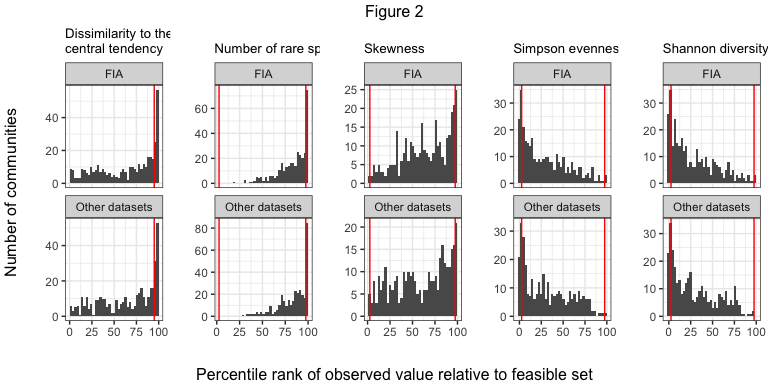 Figure 2
Dissimilarity to the
central tendency
Number of rare sp
Skewness
Simpson evennes
Shannon diversity
FIA
FIA
FIA
FIA
FIA
40
20
0
60
40
20
0
25
20
15
10
5
0
30
20
10
0
30
20
10
0
Number of communities
Other datasets
Other datasets
Other datasets
Other datasets
Other datasets
40
20
0
80
60
40
20
0
20
15
10
5
0
30
20
10
0
30
20
10
0
0 25 50 75 100
0 25 50 75 100
0 25 50 75 100
0 25 50 75 100
0 25 50 75 100
Percentile rank of observed value relative to feasible set